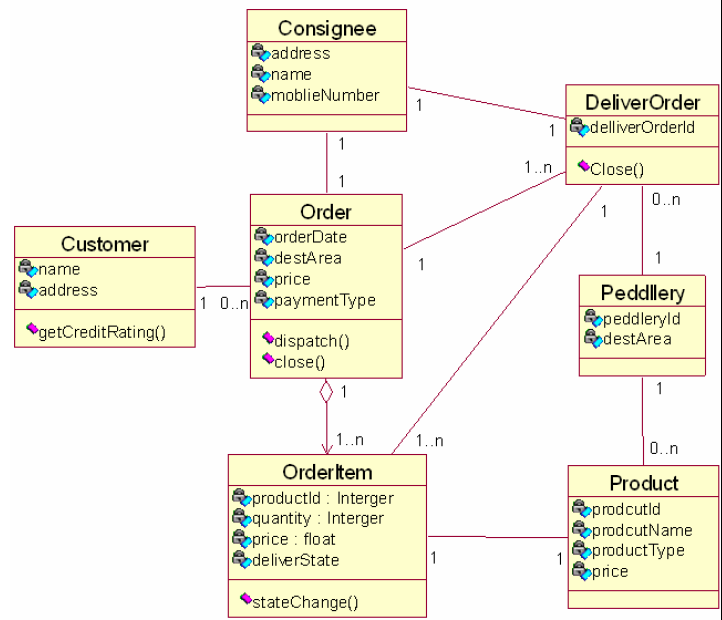 Consignee
address
name
moblieNumber
1
1
DeliverOrder
delliverOrderId
Close()
1
1
1..n
1
0..n
1
Order
orderDate
destArea
price
paymentType
dispatch()
close()
Customer
name
address
getCreditRating()
1
0..n
1
1
Peddllery
peddleryId
destArea
1
0..n
1
1..n
1..n
OrderItem
productId : Interger
quantity : Interger
price : float
deliverState
stateChange()
1
1
Product
prodcutId
prodcutName
productType
price